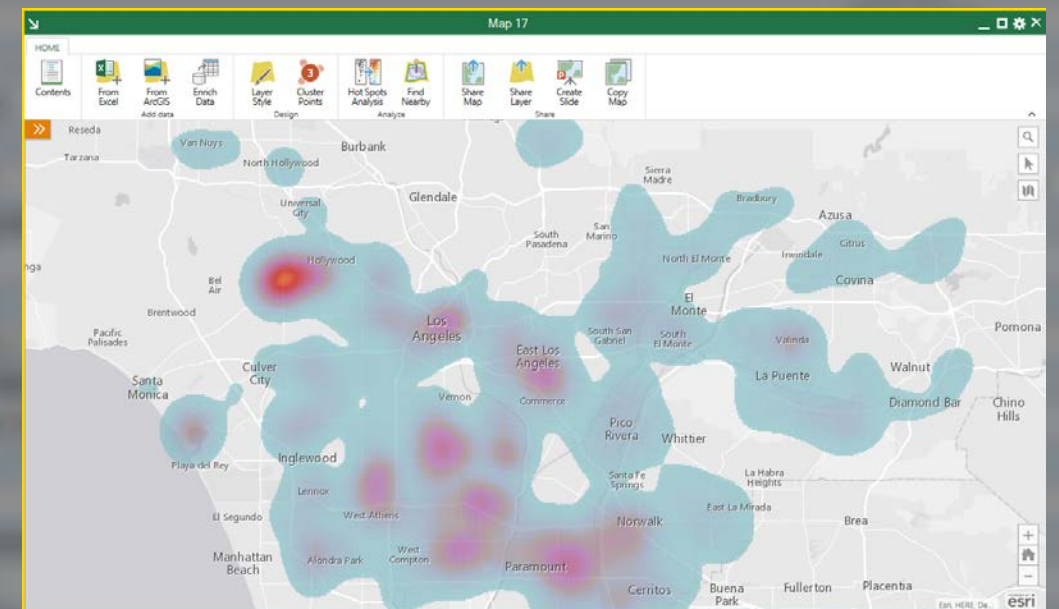 Map 17
HOME
Contents
From
Excel
From
ArcGIS
Enrich
Data
Layer
Style
Cluster
Points
3
Hot Spots
Analysis
Find
Nearby
Share
Map
Share
Layer
Create
Slide
Copy
Map
Add data
Design
Analyze
Share
Reseda
Tarzana
Van Nuys
North Hollywood
Burbank
Universal
City
Glendale
Sierra
Madre
Bradbury
Azusa
South
Pasadena
San
Marino
Citrus
Irwindale
Covina
North El Monte
nga
Bel
Air
Hollywood
Brentwood
Pacific
Palisades
Los
Angeles
El
Monte
South San
Gabriel
South
El Monte
Valinda
Pomona
East Los
Angeles
Culver
City
Santa
Monica
Vernon
Commerce
La Puente
Walnut
Diamond Bar
Chino
Hills
Pico
Rivera
Whittier
Playa del Rey
Inglewood
Lennox
Santa Fe
Springs
La Habra
Heights
El Segundo
West Athens
East La Mirada
Norwalk
Brea
Manhattan
Beach
Alondra Park
West
Compton
Paramount
Cerritos
Buena
Park
Fullerton
Placentia
Esri, HERE, De...
esri